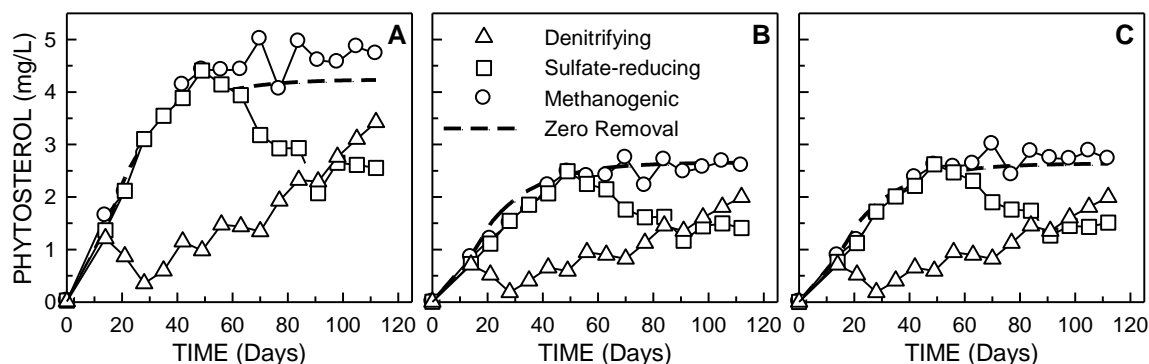 A
B
C
Denitrifying
Sulfate-reducing
Methanogenic
Zero Removal
PHYTOSTEROL (mg/L)
5
4
3
2
1
0
0 20 40 60 80 100 120
0 20 40 60 80 100 120
0 20 40 60 80 100 120
TIME (Days)
TIME (Days)
TIME (Days)